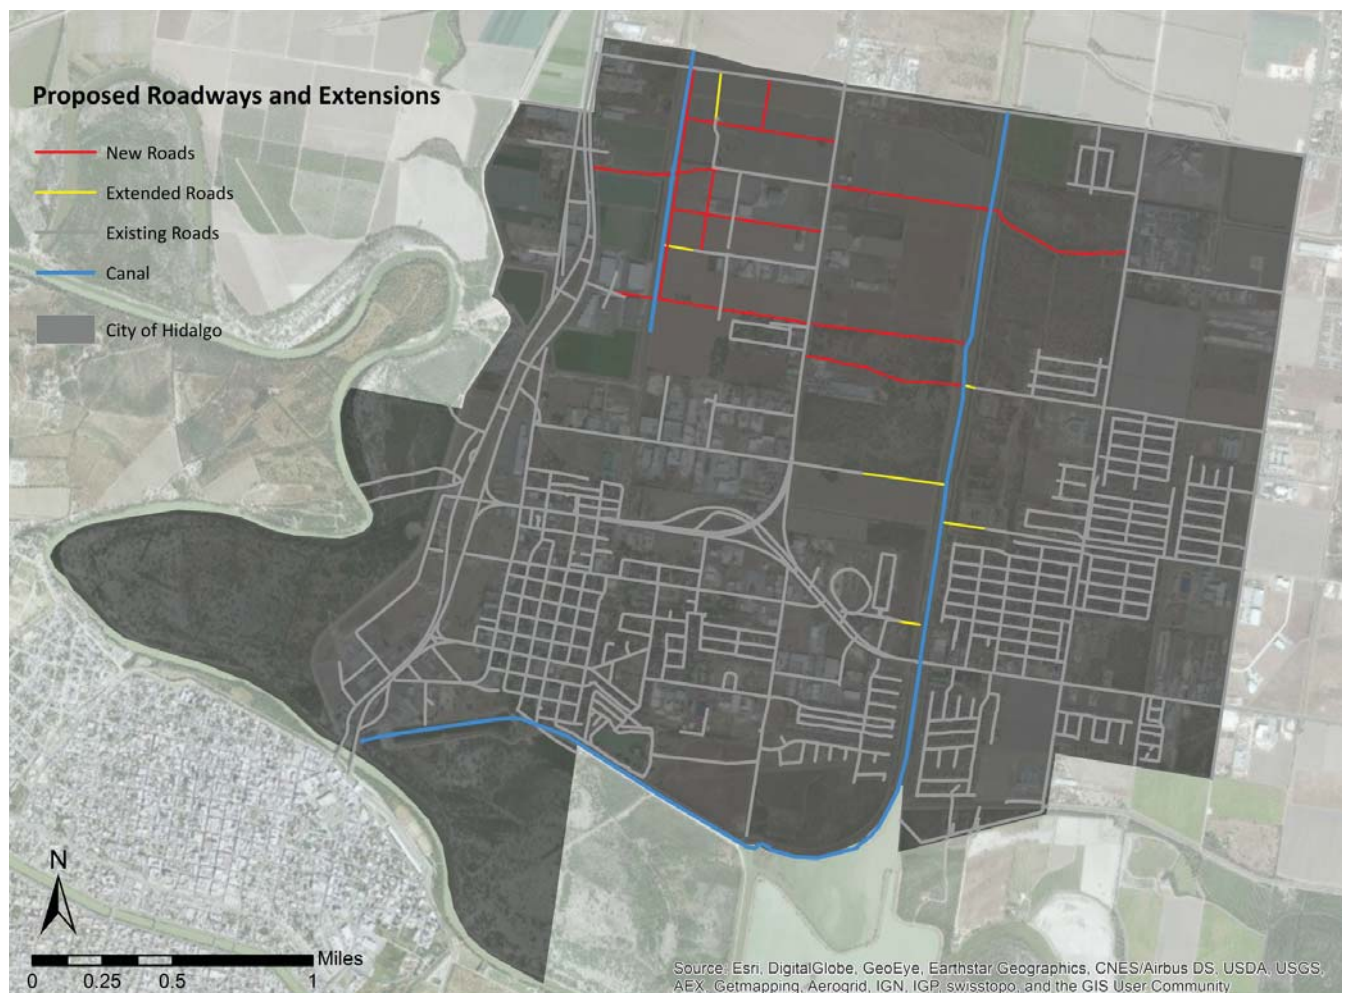 Proposed Roadways and Extensions
New Roads
Extended Roads
Existing Roads
Canal
City of Hidalgo
N
Miles
0 0.25 0.5 1
Source: Esri, DigitalGlobe, GeoEye, Earthstar Geographics, CNES/Airbus DS, USDA, USGS,
AEX, Getmapping, Aerogrid, IGN, IGP, swisstopo, and the GIS User Community